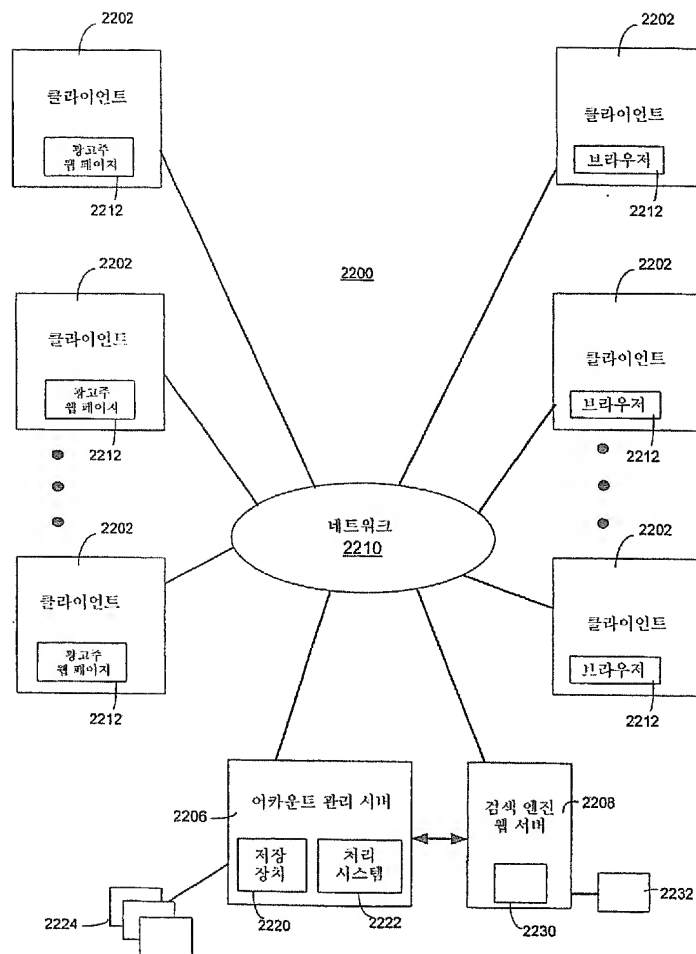 2202
클라이언트
광고주
웹 페이지
2212
2202
클라이언트
브라우저
2212
2200
2202
클라이언트
광고주
웹 페이지
2212
2202
클라이언트
브라우저
2212
네트워크
2210
2202
클라이언트
광고주
웹 페이지
2212
2202
클라이언트
브라우저
2212
2206
어카운트 관리 서버
저장
장치
처리
시스템
2220
2222
2224
검색 엔진
웹 서버
2208
2230
2232